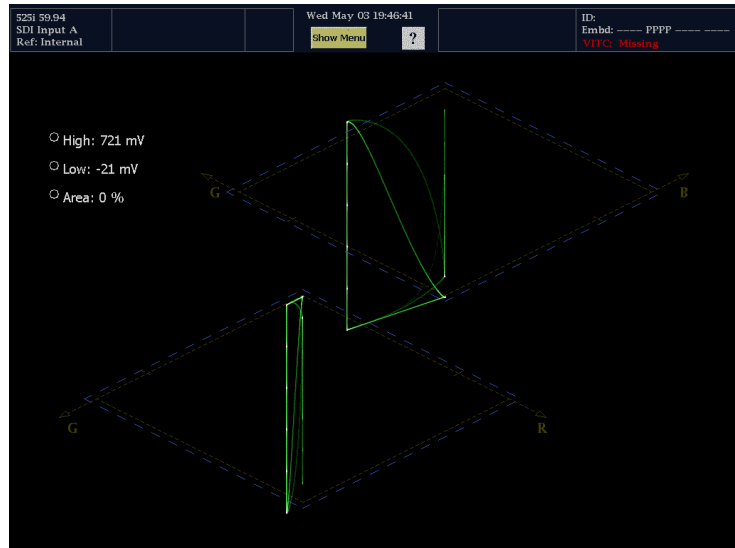 525i 59.94
SDI Input A
Ref: Internal
Wed May 03 19:46:41
Show Menu
?
ID:
Embd: ---- PPPP ---- ----
VITC: Missing
High: 721 mV
Low: -21 mV
Area: 0 %
G
B
G
R